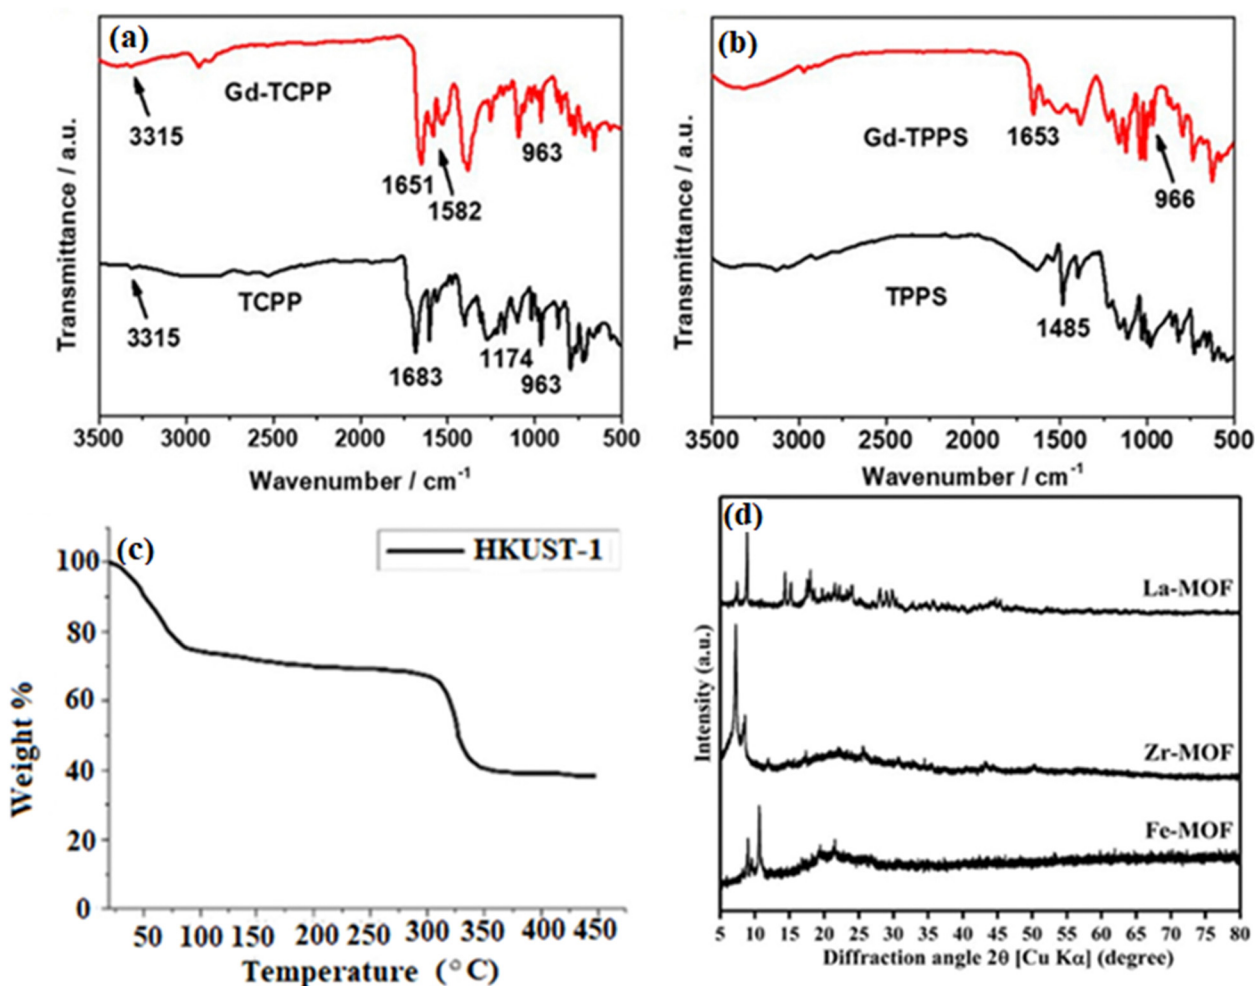 (a)
Gd-TCPP
3315
1651
1582
963
TCPP
3315
1683
1174
963
Transmittance / a.u.
3500 3000 2500 2000 1500 1000 500
Wavenumber / cm-1
(b)
1653
Gd-TPPS
966
TPPS
1485
Transmittance / a.u.
3500 3000 2500 2000 1500 1000 500
Wavenumber / cm-1
(c)
HKUST-1
100
80
60
40
20
0
Weight %
50 100 150 200 250 300 350 400 450
Temperature (°C)
(d)
La-MOF
Zr-MOF
Fe-MOF
Intensity (a.u.)
5 10 15 20 25 30 35 40 45 50 55 60 65 70 75 80
Diffraction angle 2θ [Cu Kα] (degree)